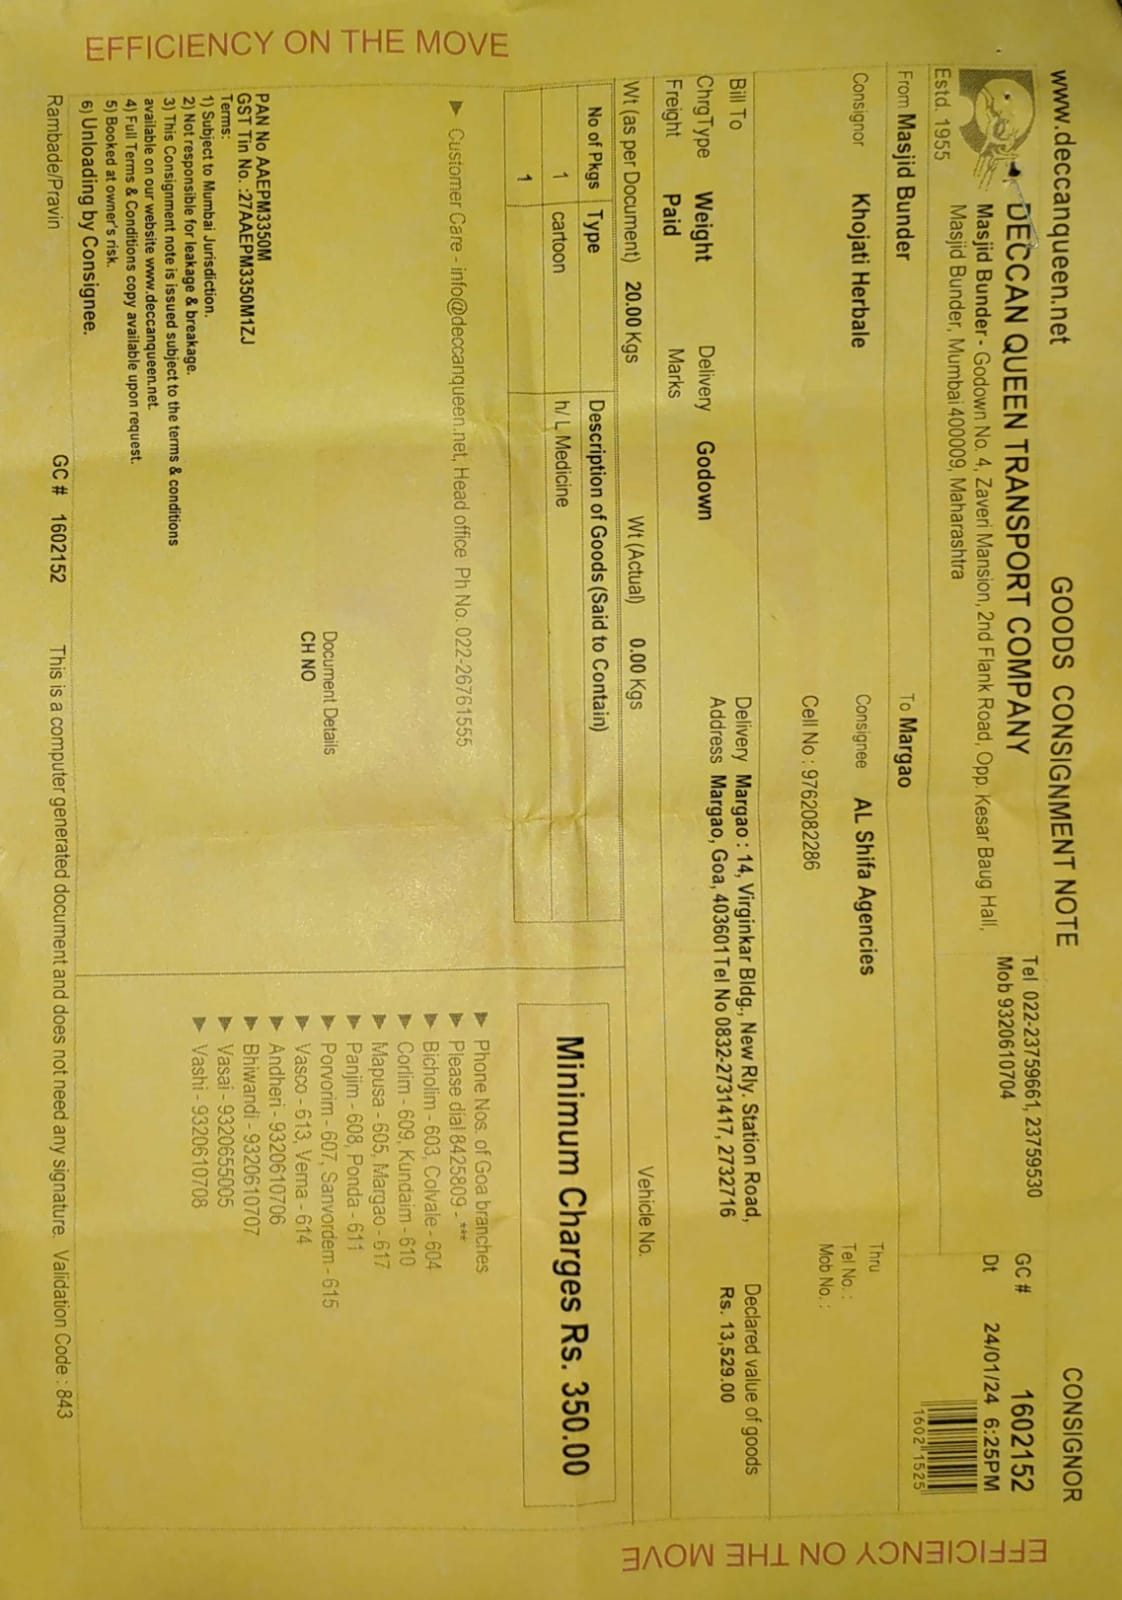 EFFICIENCY ON THE MOVE
www.deccanqueen.net GOODS CONSIGNMENT NOTE CONSIGNOR
DECCAN QUEEN TRANSPORT COMPANY
Masjid Bunder - Godown No. 4, Zaveri Mansion, 2nd Flank Road, Opp. Kesar Baug Hall,
Masjid Bunder, Mumbai 400009, Maharashtra
Estd. 1955
Tel 022-23759661, 23759530
Mob 9320610704
GC # 1602152
Dt 24/01/24 6:25PM
16021525
From Masjid Bunder To Margao
Consignor Khojati Herbale Consignee AL Shifa Agencies
Cell No : 9762082286
Thru
Tel No. :
Mob No. :
Bill To
ChrgType Weight Delivery Godown
Freight Paid Marks
Delivery Address Margao : 14, Virginkar Bldg., New Rly. Station Road,
Margao, Goa, 403601 Tel No 0832-2731417, 2732716
Declared value of goods
Rs. 13,529.00
Wt (as per Document) 20.00 Kgs Wt (Actual) 0.00 Kgs Vehicle No.
No of Pkgs Type Description of Goods (Said to Contain)
1 cartoon h/ L Medicine
1
Minimum Charges Rs. 350.00
Customer Care - info@deccanqueen.net, Head office Ph No. 022-26761555
Phone Nos. of Goa branches
Please dial 8425809 - ***
Bicholim - 603, Colvale - 604
Corlim - 609, Kundaim - 610
Mapusa - 605, Margao - 617
Panjim - 608, Ponda - 611
Porvorim - 607, Sanvordem - 615
Vasco - 613, Verna - 614
Andheri - 9320610706
Bhiwandi - 9320610707
Vasai - 9320655005
Vashi - 9320610708
Document Details
CH NO
PAN No AAEPM3350M
GST Tin No. :27AAEPM3350M1ZJ
Terms:
1) Subject to Mumbai Jurisdiction.
2) Not responsible for leakage & breakage.
3) This Consignment note is issued subject to the terms & conditions
available on our website www.deccanqueen.net.
4) Full Terms & Conditions copy available upon request.
5) Booked at owner's risk.
6) Unloading by Consignee.
Rambade/Pravin GC # 1602152 This is a computer generated document and does not need any signature. Validation Code : 843
EFFICIENCY ON THE MOVE